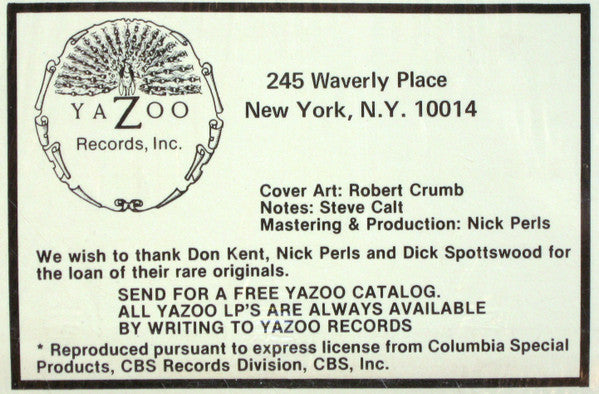 YAZOO
Records, Inc.
245 Waverly Place
New York, N.Y. 10014
Cover Art: Robert Crumb
Notes: Steve Calt
Mastering & Production: Nick Perls
We wish to thank Don Kent, Nick Perls and Dick Spottswood for
the loan of their rare originals.
SEND FOR A FREE YAZOO CATALOG.
ALL YAZOO LP'S ARE ALWAYS AVAILABLE
BY WRITING TO YAZOO RECORDS
* Reproduced pursuant to express license from Columbia Special
Products, CBS Records Division, CBS, Inc.